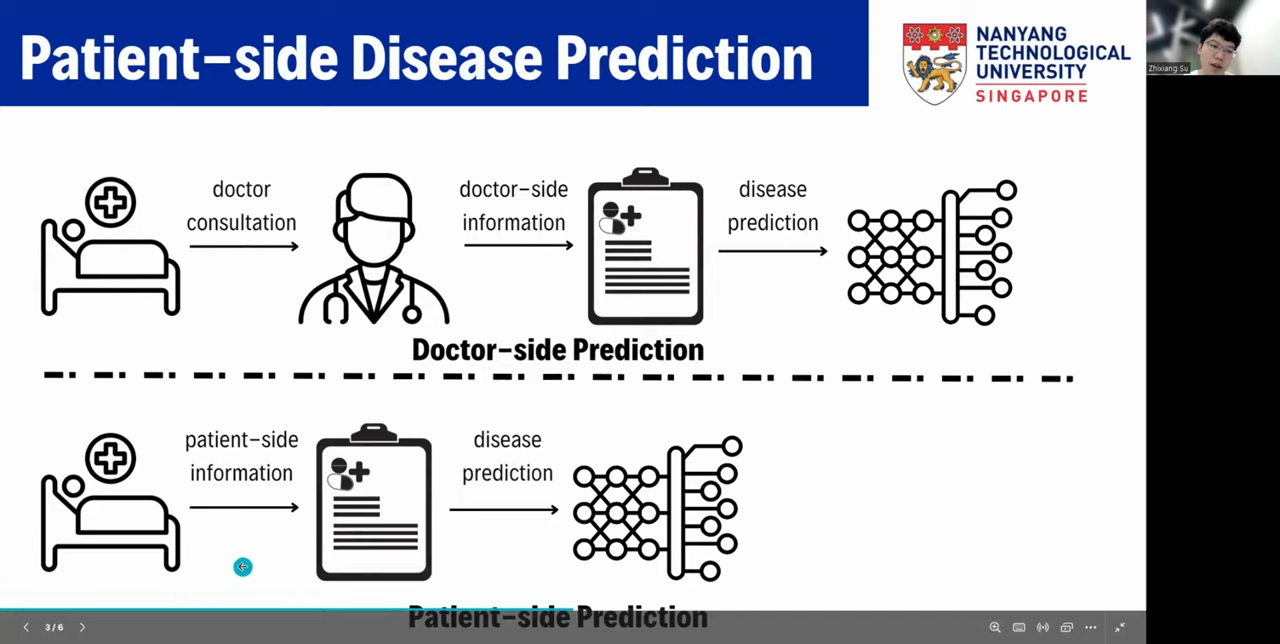 Patient-side Disease Prediction
NANYANG
TECHNOLOGICAL
UNIVERSITY
SINGAPORE
Zhixiang Su
doctor
consultation
doctor-side
information
disease
prediction
Doctor-side Prediction
patient-side
information
disease
prediction
Patient-side Prediction
3/6